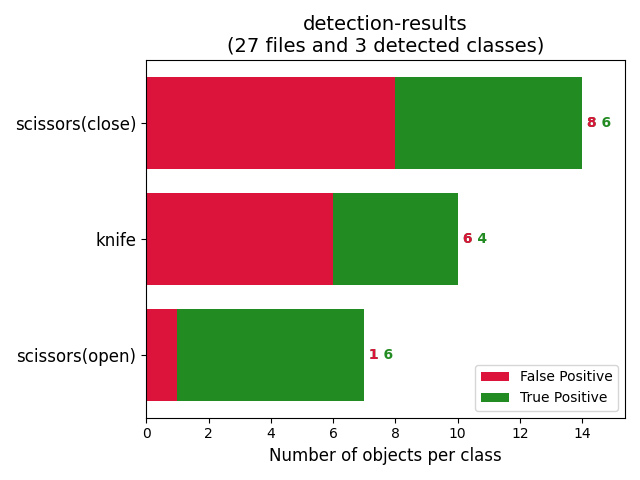 detection-results
(27 files and 3 detected classes)
scissors(close)
8 6
knife
6 4
scissors(open)
1 6
False Positive
True Positive
0 2 4 6 8 10 12 14
Number of objects per class